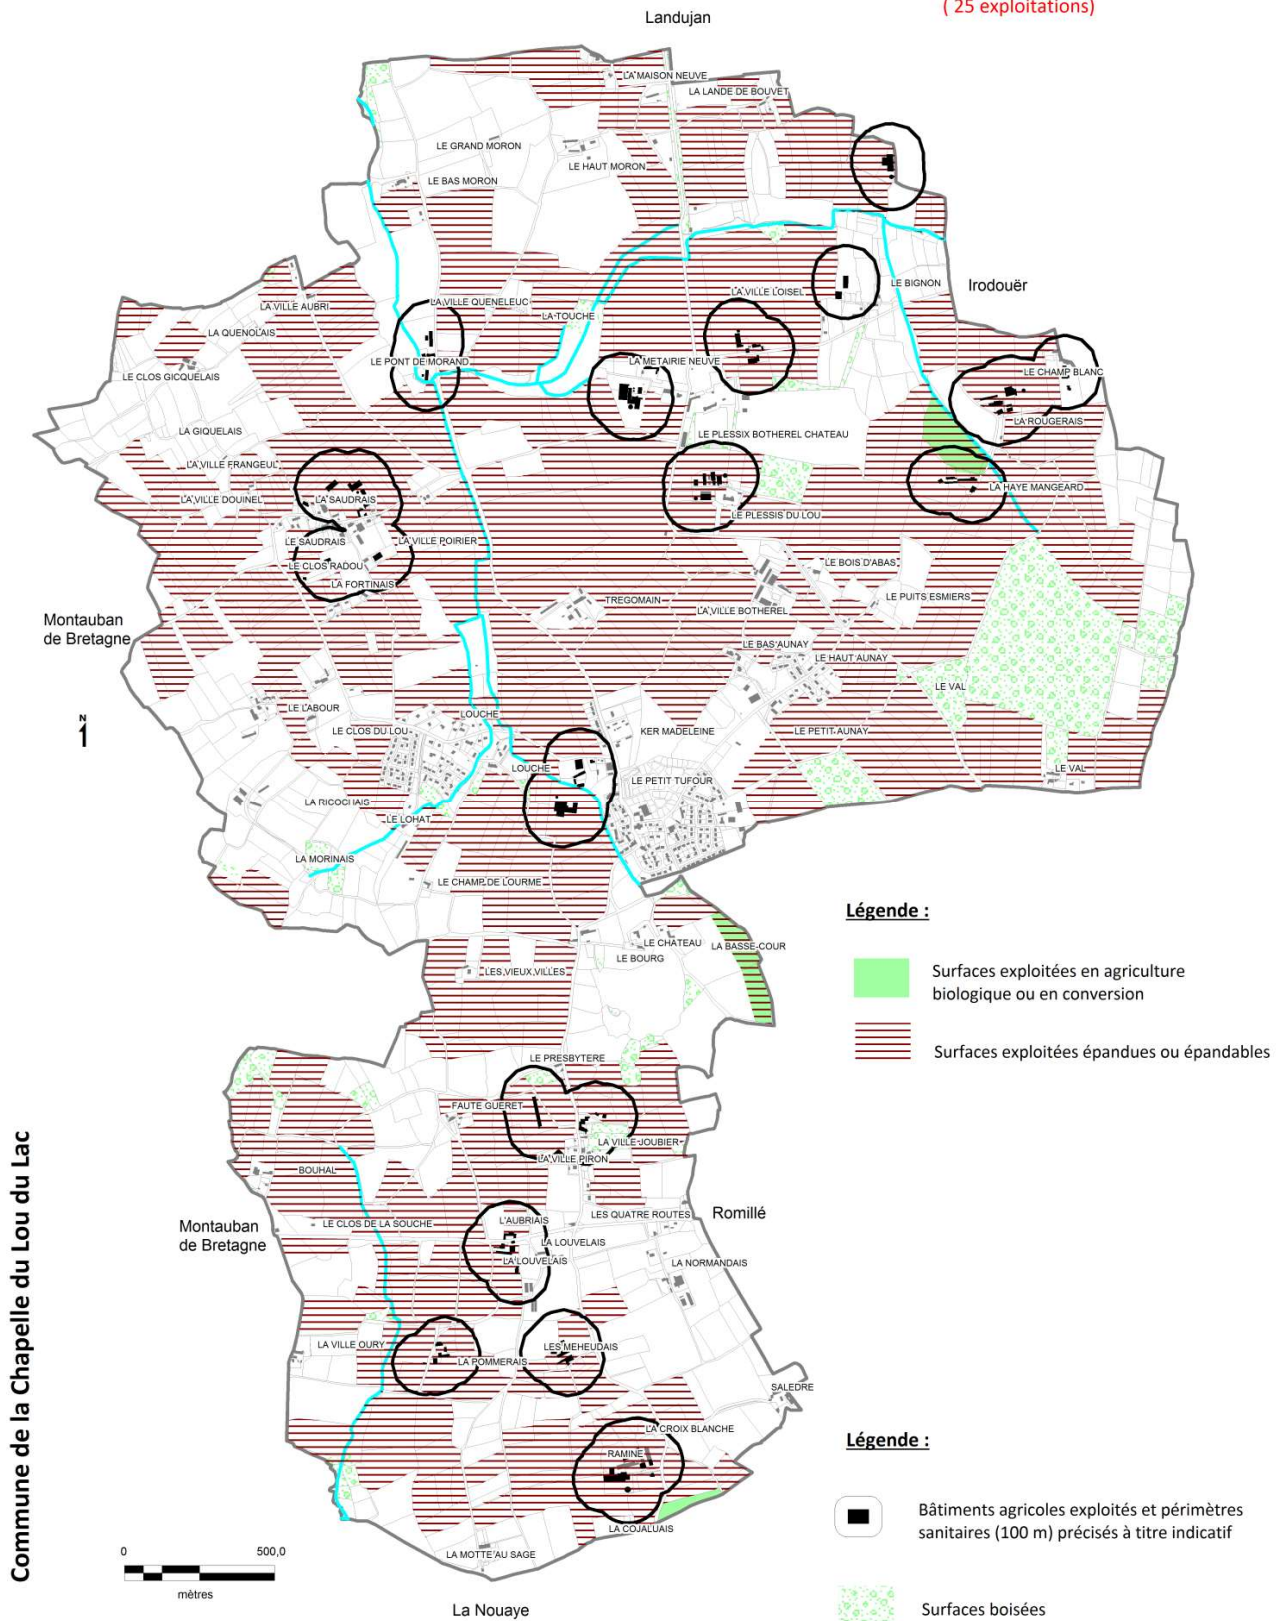 ( 25 exploitations)
Landujan
LA MAISON NEUVE
LA LANDE DE BOUVET
LE GRAND MORON
LE HAUT MORON
LE BAS MORON
Irodouër
LE BIGNON
LA VILLE LOISEL
LA VILLE QUENELEUC
LA VILLE AUBRI
LA TOUCHE
LA QUENOLAIS
LE PONT DE MORAND
LA METAIRIE NEUVE
LE CHAMP BLANC
LE CLOS GICQUELAIS
LA ROUGERAIS
LA GIQUELAIS
LE PLESSIX BOTHEREL CHATEAU
LA VILLE FRANGEUL
LA VILLE DOUINEL
LA SAUDRAIS
LA HAYE MANGEARD
LE PLESSIS DU LOU
LE SAUDRAIS
LA VILLE POIRIER
LE CLOS RADOU
LE BOIS D'ABAS
LA FORTINAIS
LE PUITS ESMIERS
TREGOMAIN
LA VILLE BOTHEREL
Montauban
de Bretagne
LE BAS AUNAY
LE HAUT AUNAY
LE VAL
LE LABOUR
LOUCHE
N
1
LE CLOS DU LOU
KER MADELEINE
LE PETIT AUNAY
LOUCHE
LE VAL
LE PETIT TUFOUR
LA RICOCHAIS
LE LOHAT
LA MORINAIS
LE CHAMP DE LOURME
LE CHATEAU
LA BASSE-COUR
LE BOURG
LES VIEUX VILLES
Légende :
Surfaces exploitées en agriculture
biologique ou en conversion
Surfaces exploitées épandues ou épandables
LE PRESBYTERE
FAUTE GUERET
LA VILLE JOUBIER
LA VILLE PIRON
BOUHAL
Commune de la Chapelle du Lou du Lac
Montauban
de Bretagne
LE CLOS DE LA SOUCHE
L'AUBRIAIS
LES QUATRE ROUTES
Romillé
LA LOUVELAIS
LA LOUVELAIS
LA NORMANDAIS
LA VILLE OURY
LES MEHEUDAIS
LA POMMERAIS
SALEDRE
LA CROIX BLANCHE
RAMINE
LA COJALUAIS
LA MOTTE AU SAGE
Légende :
Bâtiments agricoles exploités et périmètres
sanitaires (100 m) précisés à titre indicatif
Surfaces boisées
0 500,0
mètres
La Nouaye